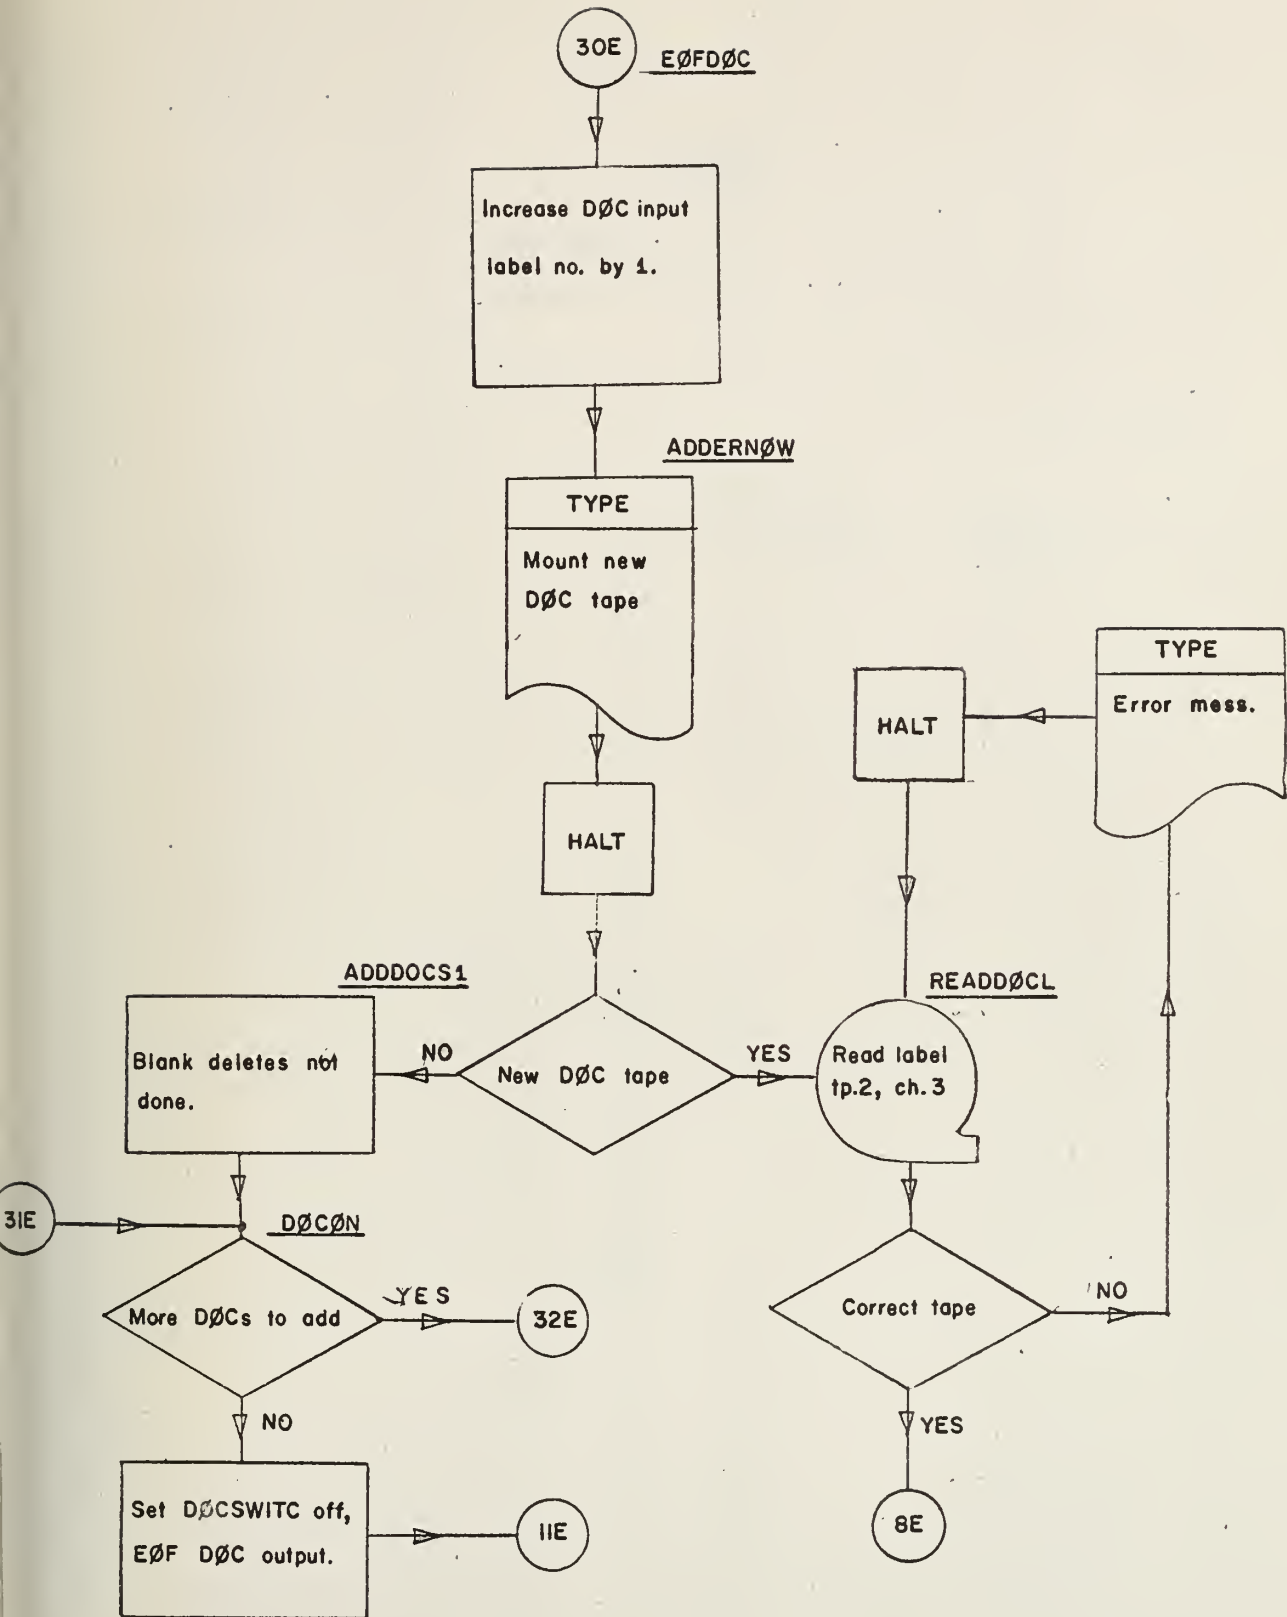 30E
EØFDØC
Increase DØC input
label no. by 1.
ADDERNØW
TYPE
Mount new
DØC tape
HALT
TYPE
Error mess.
HALT
ADDDOCS1
Blank deletes not
done.
NO
New DØC tape
YES
READDØCL
Read label
tp.2, ch.3
31E
DØCØN
More DØCs to add
YES
32E
Correct tape
NO
NO
YES
Set DØCSWITC off,
EØF DØC output.
11E
8E